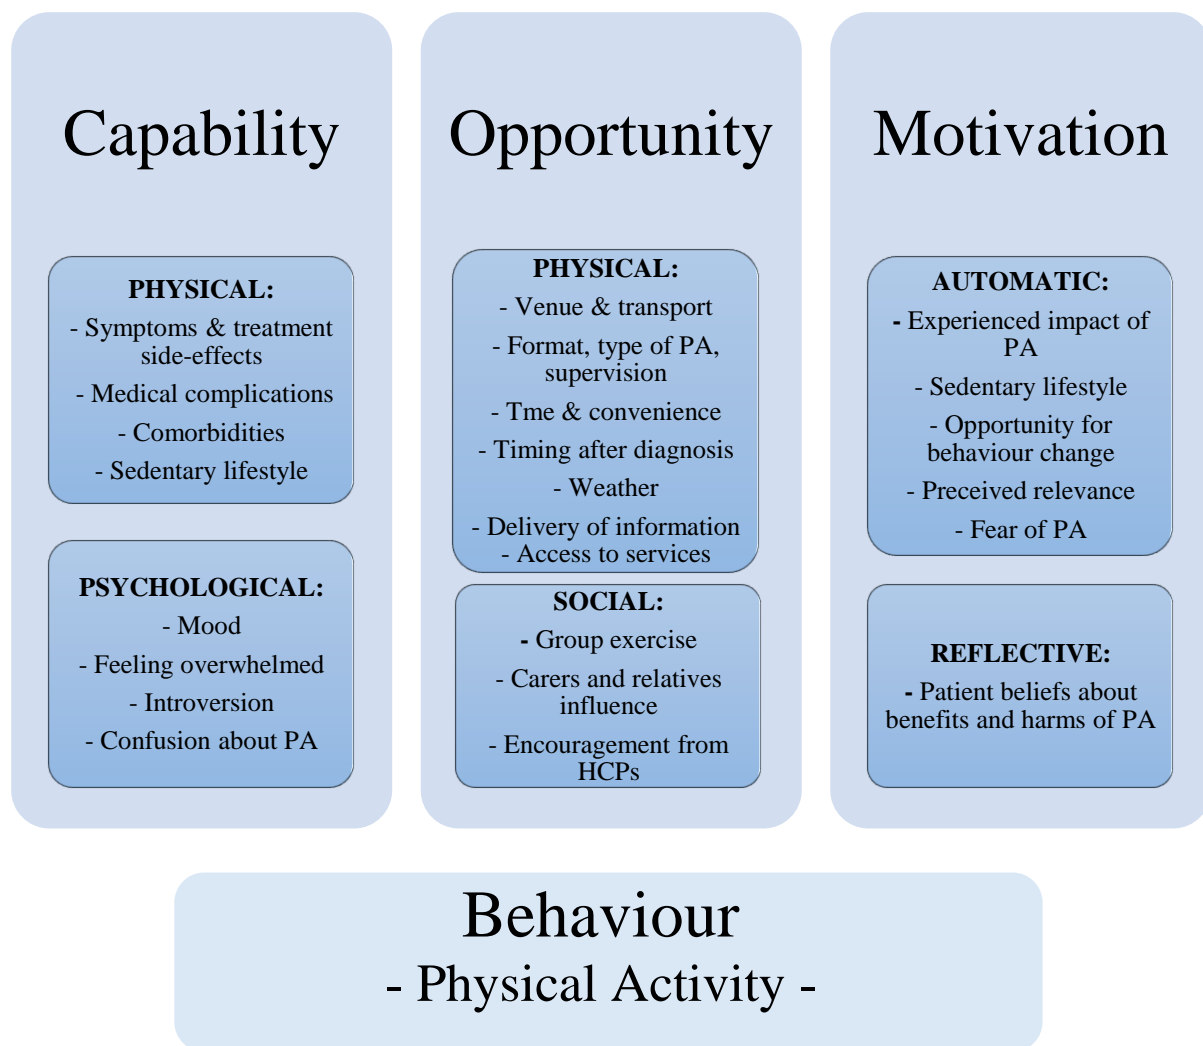 Capability
PHYSICAL:
- Symptoms & treatment
side-effects
- Medical complications
- Comorbidities
- Sedentary lifestyle
PSYCHOLOGICAL:
- Mood
- Feeling overwhelmed
- Introversion
- Confusion about PA
Opportunity
PHYSICAL:
- Venue & transport
- Format, type of PA,
supervision
- Tme & convenience
- Timing after diagnosis
- Weather
- Delivery of information
- Access to services
SOCIAL:
- Group exercise
- Carers and relatives
influence
- Encouragement from
HCPs
Motivation
AUTOMATIC:
- Experienced impact of
PA
- Sedentary lifestyle
- Opportunity for
behaviour change
- Preceived relevance
- Fear of PA
REFLECTIVE:
- Patient beliefs about
benefits and harms of PA
Behaviour
- Physical Activity -